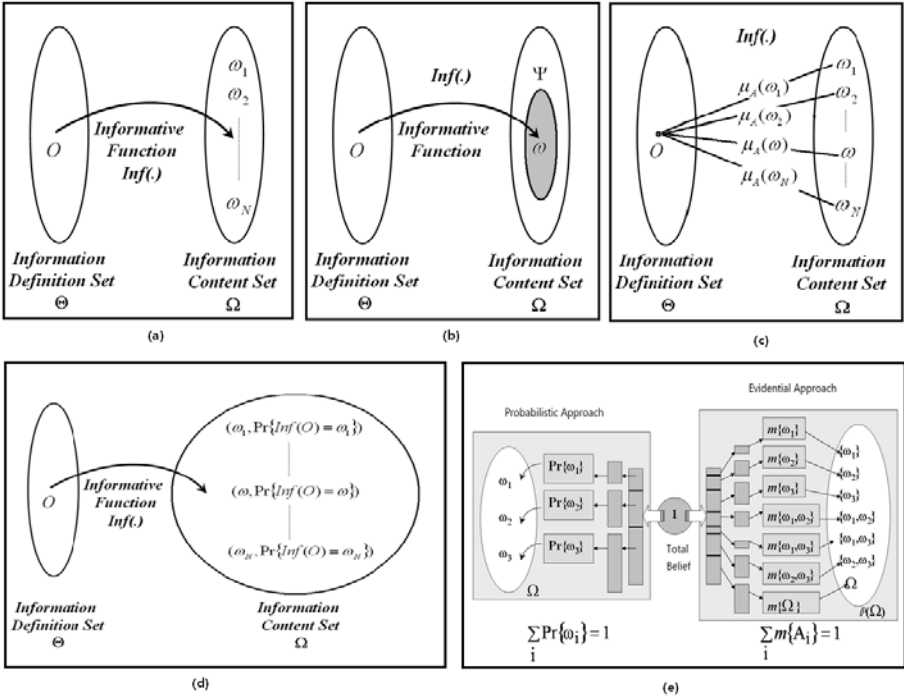 ω1
ω2
O
Informative
Function
Inf(.)
ωN
Information
Definition Set
Θ
Information
Content Set
Ω
(a)
Inf(.)
Ψ
O
Informative
Function
ω
Information
Definition Set
Θ
Information
Content Set
Ω
(b)
Inf(.)
μA(ω1)
μA(ω2)
μA(ω)
μA(ωN)
O
ω1
ω2
ω
ωN
Information
Definition Set
Θ
Information
Content Set
Ω
(c)
O
Informative
Function
Inf(.)
(ω1, Pr{Inf(O) = ω1})
(ω, Pr{Inf(O) = ω})
(ωN, Pr{Inf(O) = ωN})
Information
Definition Set
Θ
Information
Content Set
Ω
(d)
Probabilistic Approach
ω1
ω2
ω3
Pr{ω1}
Pr{ω2}
Pr{ω3}
Ω
1
Total
Belief
Evidential Approach
m{ω1}
m{ω2}
m{ω3}
m{ω1,ω2}
m{ω1,ω3}
m{ω2,ω3}
m{Ω}
{ω1}
{ω2}
{ω3}
{ω1,ω2}
{ω1,ω3}
{ω2,ω3}
Ω
P(Ω)
∑i Pr{ωi} = 1
∑i m{Ai} = 1
(e)